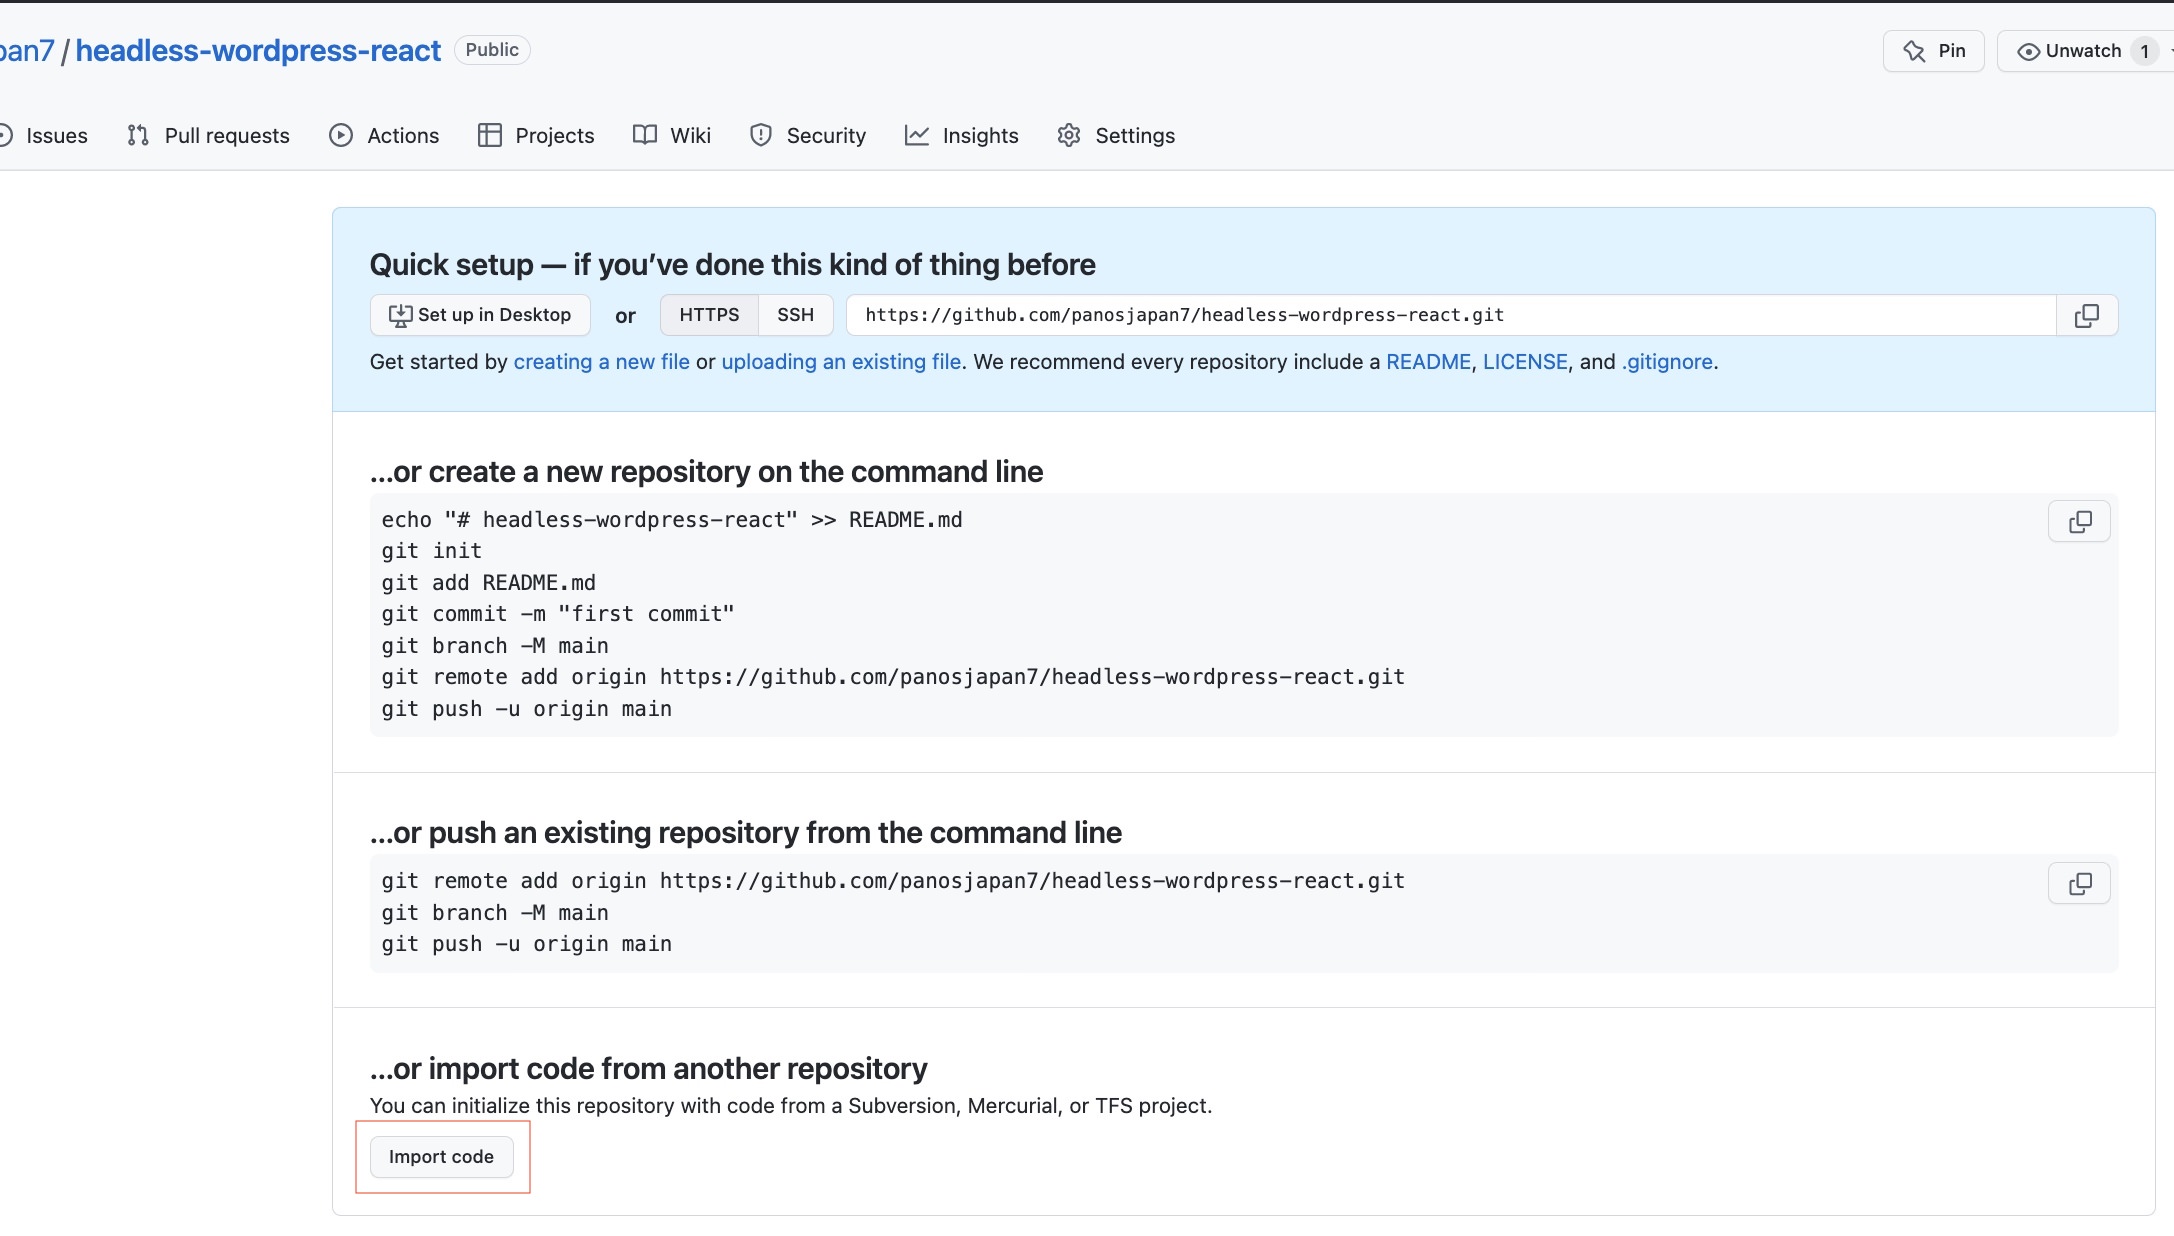 pan7 / headless-wordpress-react Public
Pin
Unwatch 1
Issues
Pull requests
Actions
Projects
Wiki
Security
Insights
Settings
Quick setup — if you’ve done this kind of thing before
Set up in Desktop or HTTPS SSH https://github.com/panosjapan7/headless-wordpress-react.git
Get started by creating a new file or uploading an existing file. We recommend every repository include a README, LICENSE, and .gitignore.
…or create a new repository on the command line
echo "# headless-wordpress-react" >> README.md
git init
git add README.md
git commit -m "first commit"
git branch -M main
git remote add origin https://github.com/panosjapan7/headless-wordpress-react.git
git push -u origin main
…or push an existing repository from the command line
git remote add origin https://github.com/panosjapan7/headless-wordpress-react.git
git branch -M main
git push -u origin main
…or import code from another repository
You can initialize this repository with code from a Subversion, Mercurial, or TFS project.
Import code